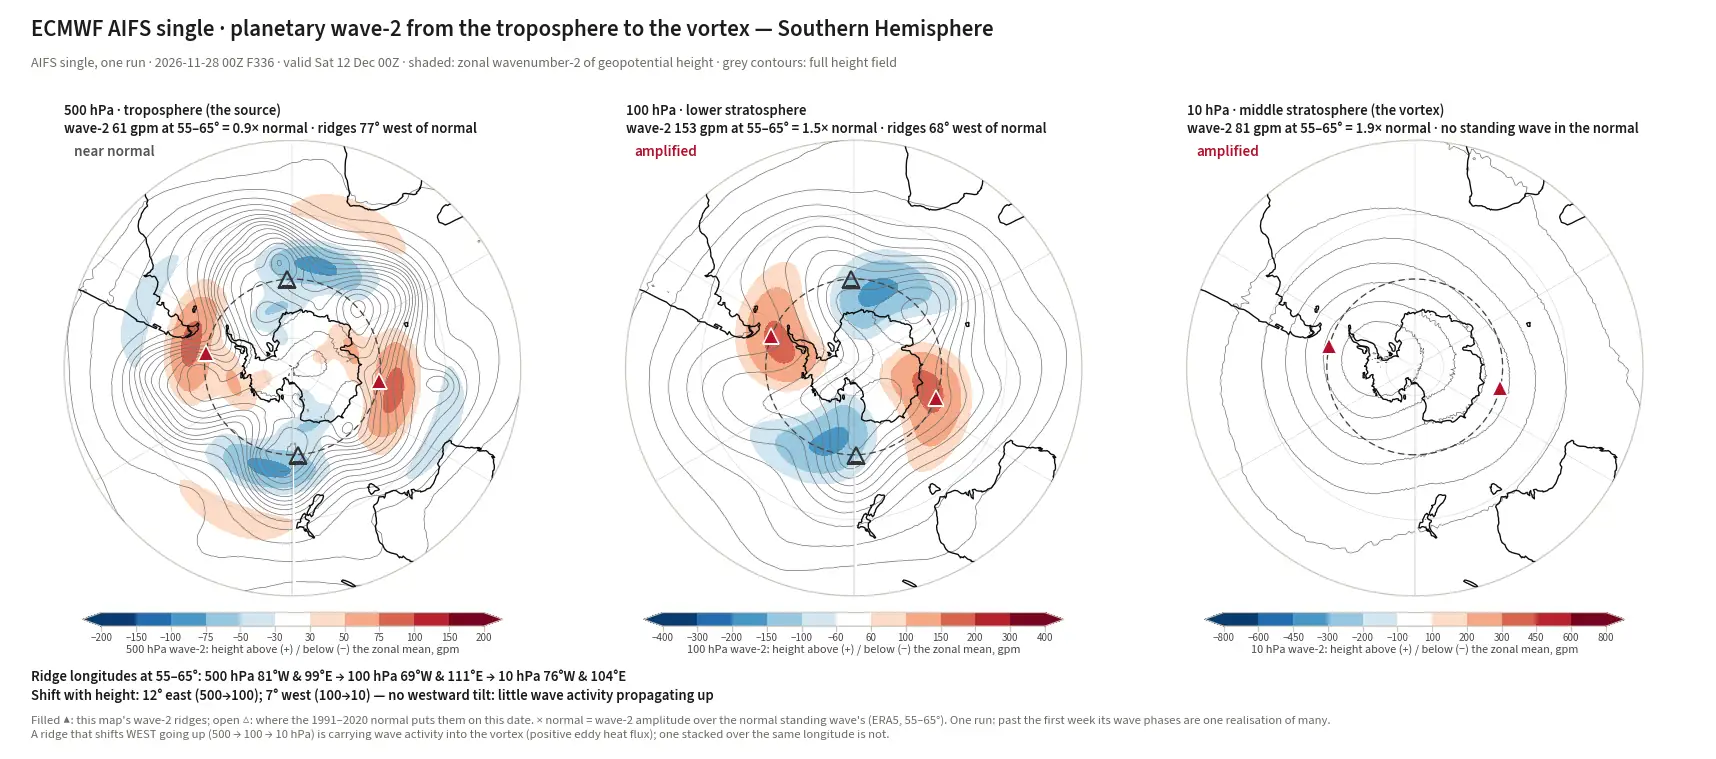 ECMWF AIFS single · planetary wave-2 from the troposphere to the vortex — Southern Hemisphere
AIFS single, one run · 2026-11-28 00Z F336 · valid Sat 12 Dec 00Z · shaded: zonal wavenumber-2 of geopotential height · grey contours: full height field
500 hPa · troposphere (the source)
wave-2 61 gpm at 55–65° = 0.9× normal · ridges 77° west of normal
near normal
100 hPa · lower stratosphere
wave-2 153 gpm at 55–65° = 1.5× normal · ridges 68° west of normal
amplified
10 hPa · middle stratosphere (the vortex)
wave-2 81 gpm at 55–65° = 1.9× normal · no standing wave in the normal
amplified
−200 −150 −100 −75 −50 −30 30 50 75 100 150 200
500 hPa wave-2: height above (+) / below (−) the zonal mean, gpm
−400 −300 −200 −150 −100 −60 60 100 150 200 300 400
100 hPa wave-2: height above (+) / below (−) the zonal mean, gpm
−800 −600 −450 −300 −200 −100 100 200 300 450 600 800
10 hPa wave-2: height above (+) / below (−) the zonal mean, gpm
Ridge longitudes at 55–65°: 500 hPa 81°W & 99°E → 100 hPa 69°W & 111°E → 10 hPa 76°W & 104°E
Shift with height: 12° east (500→100); 7° west (100→10) — no westward tilt: little wave activity propagating up
Filled ▲: this map's wave-2 ridges; open △: where the 1991–2020 normal puts them on this date. × normal = wave-2 amplitude over the normal standing wave's (ERA5, 55–65°). One run: past the first week its wave phases are one realisation of many.
A ridge that shifts WEST going up (500 → 100 → 10 hPa) is carrying wave activity into the vortex (positive eddy heat flux); one stacked over the same longitude is not.